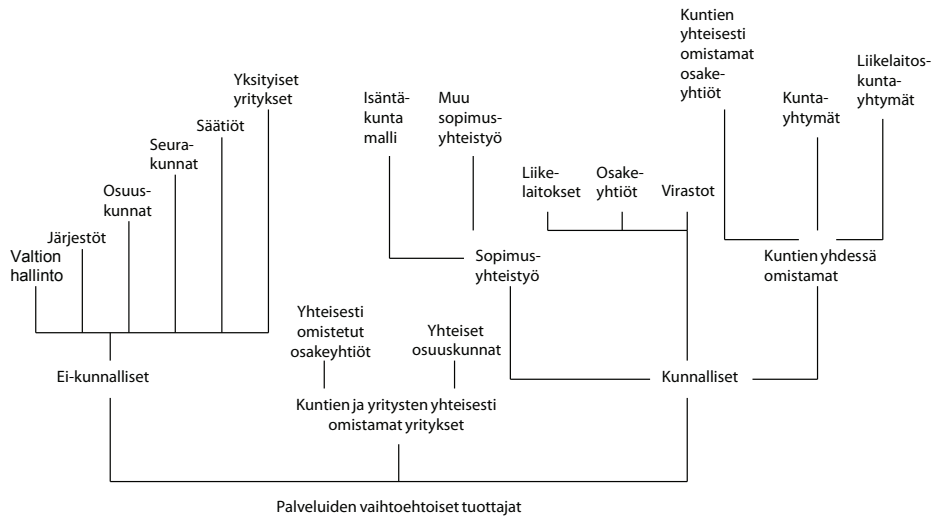 Kuntien
yhteisesti
omistamat
osake-
yhtiöt
Liikelaitos-
kunta-
yhtymät
Yksityiset
yritykset
Isäntä-
kunta
malli
Muu
sopimus-
yhteistyö
Kunta-
yhtymät
Säätiöt
Seura-
kunnat
Liike-
laitokset
Osake-
yhtiöt
Virastot
Osuus-
kunnat
Järjestöt
Valtion
hallinto
Sopimus-
yhteistyö
Kuntien yhdessä
omistamat
Yhteisesti
omistetut
osakeyhtiöt
Yhteiset
osuuskunnat
Ei-kunnalliset
Kunnalliset
Kuntien ja yritysten yhteisesti
omistamat yritykset
Palveluiden vaihtoehtoiset tuottajat